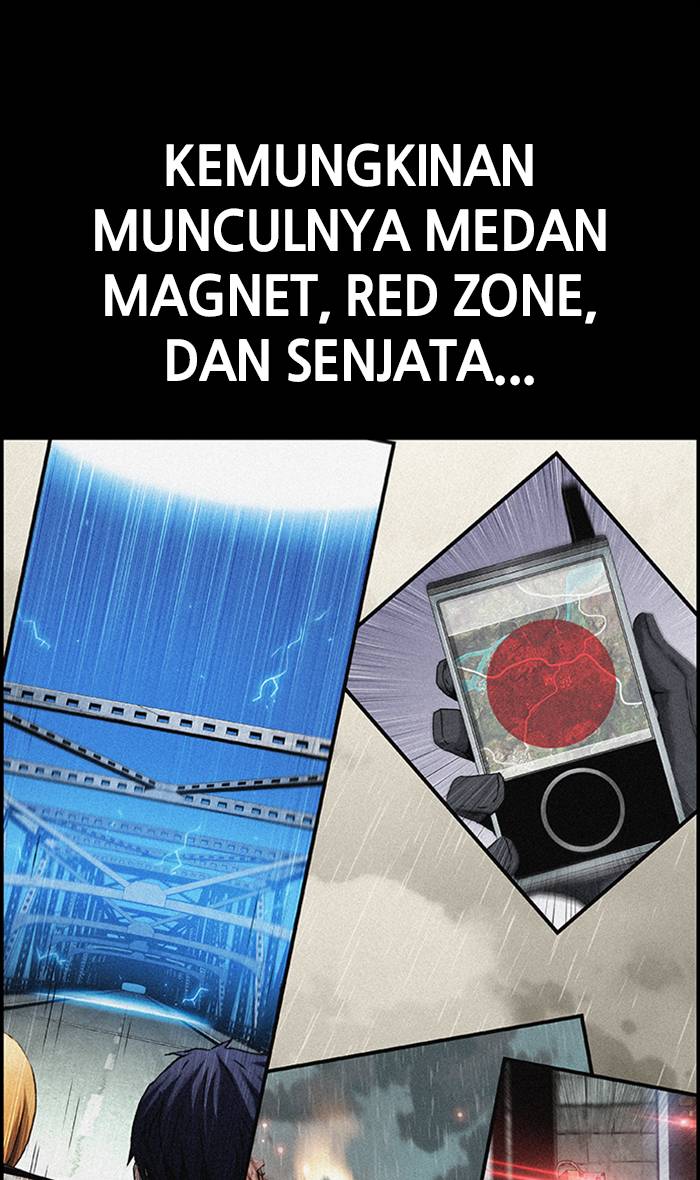 KEMUNGKINAN
MUNCULNYA MEDAN
MAGNET, RED ZONE,
DAN SENJATA...